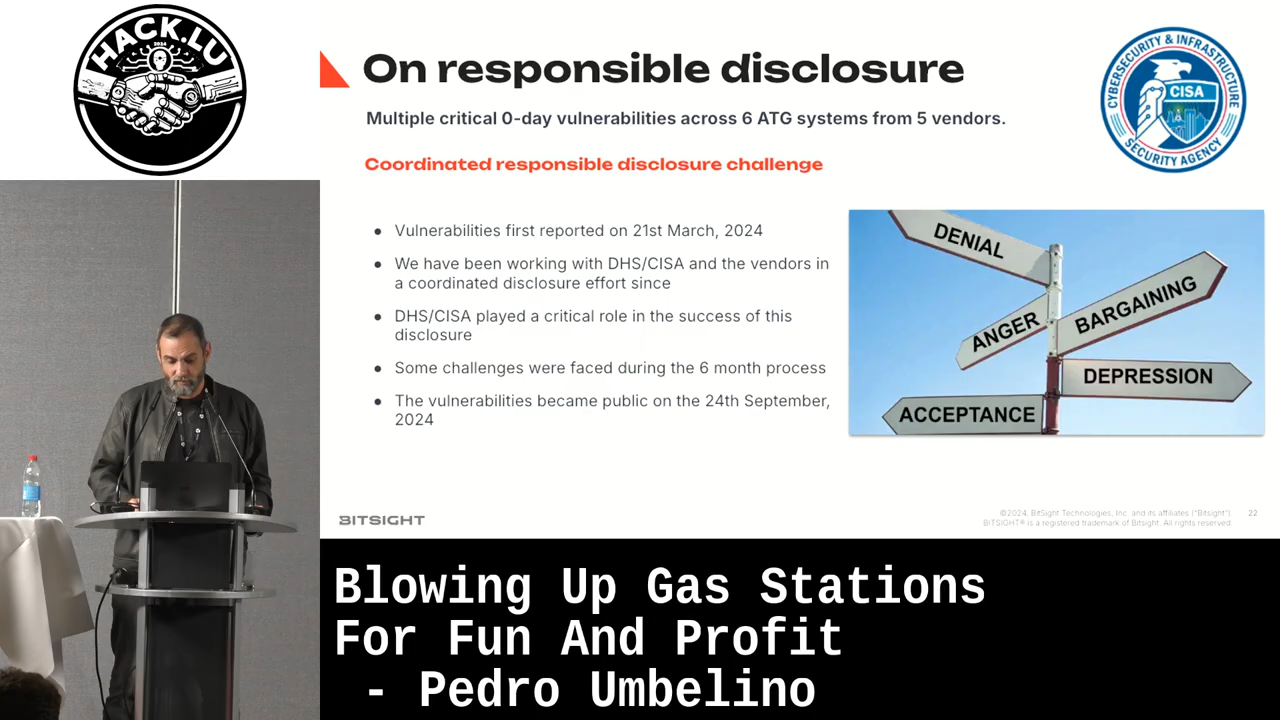 HACK.LU
2024
On responsible disclosure
Multiple critical 0-day vulnerabilities across 6 ATG systems from 5 vendors.
Coordinated responsible disclosure challenge
CYBERSECURITY & INFRASTRUCTURE
CISA
SECURITY AGENCY
● Vulnerabilities first reported on 21st March, 2024
● We have been working with DHS/CISA and the vendors in
a coordinated disclosure effort since
● DHS/CISA played a critical role in the success of this
disclosure
● Some challenges were faced during the 6 month process
● The vulnerabilities became public on the 24th September,
2024
DENIAL
ANGER
BARGAINING
DEPRESSION
ACCEPTANCE
BITSIGHT
©2024, BitSight Technologies, Inc. and its affiliates ("Bitsight").
BITSIGHT® is a registered trademark of Bitsight. All rights reserved.
22
Blowing Up Gas Stations
For Fun And Profit
- Pedro Umbelino